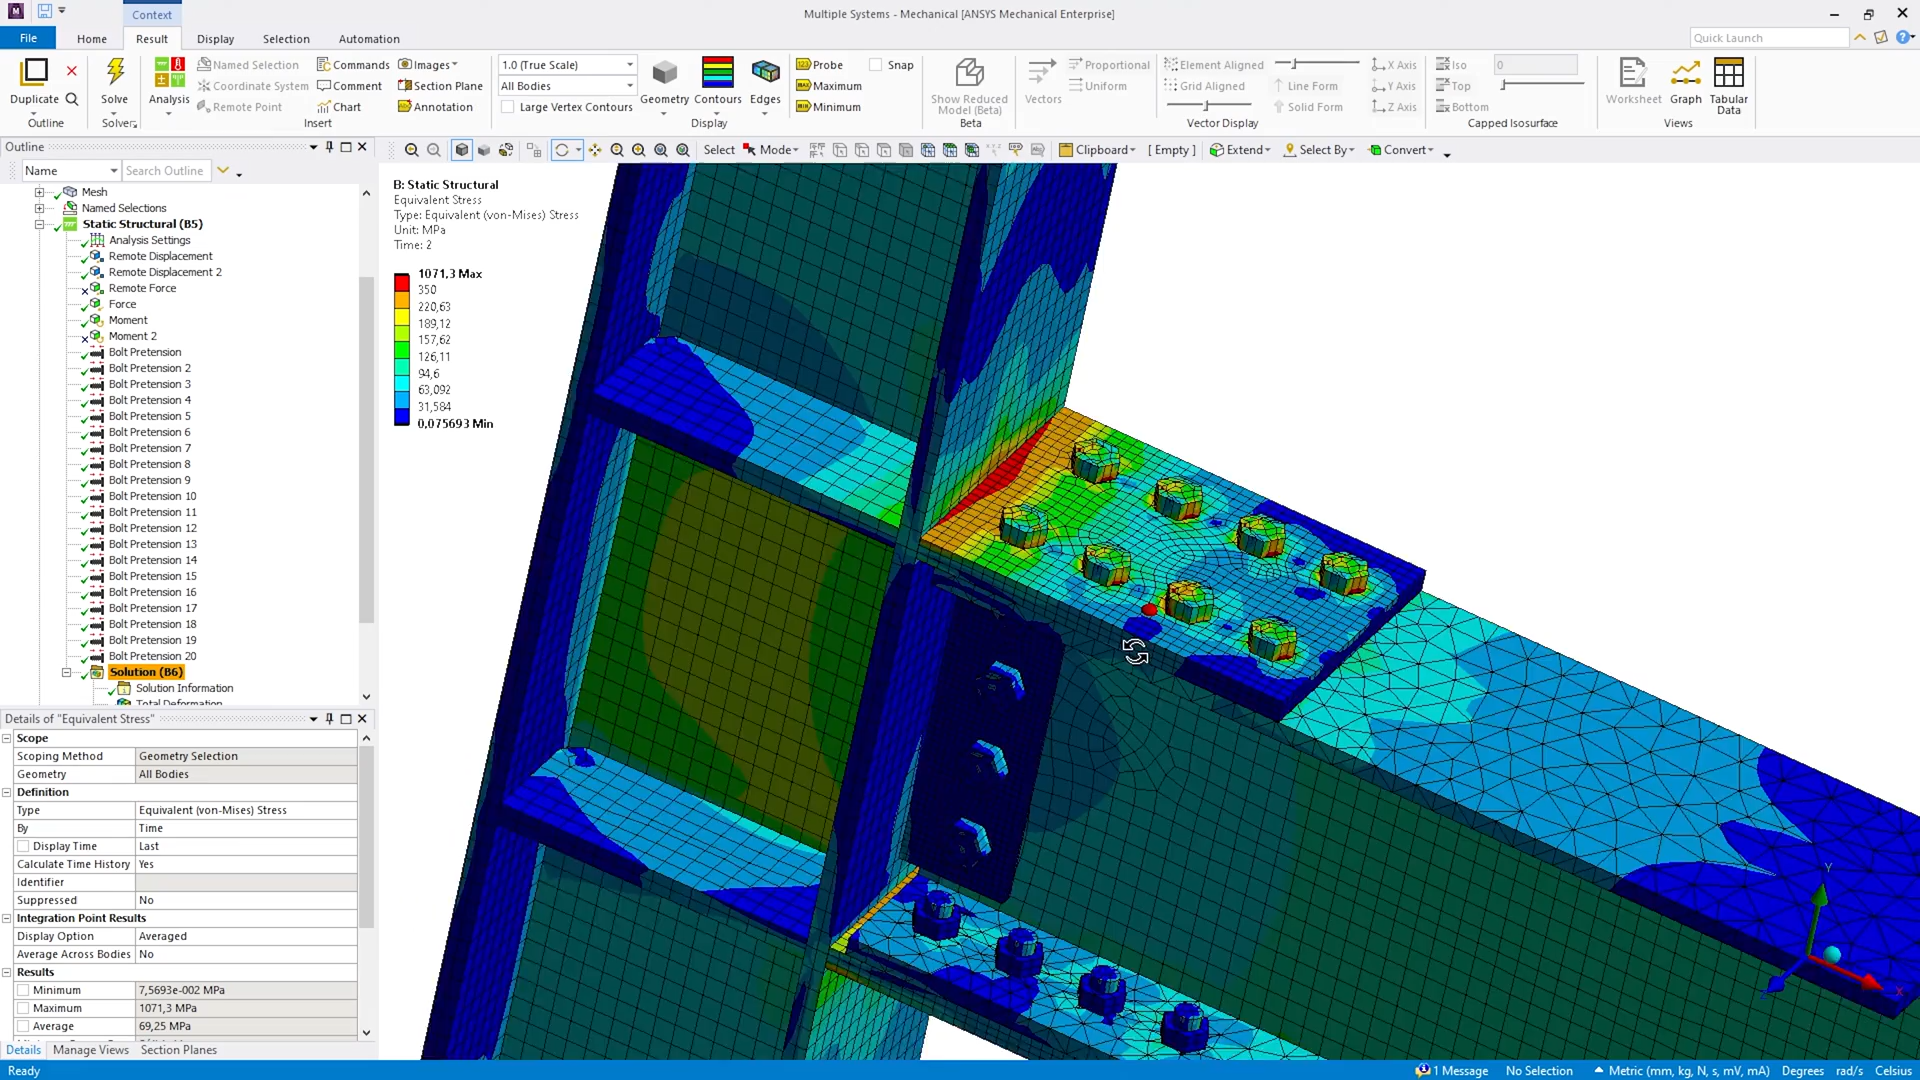 Context
Multiple Systems - Mechanical [ANSYS Mechanical Enterprise]
File Home Result Display Selection Automation
Quick Launch
Duplicate
Outline
Solve
Solver
Analysis
Named Selection
Coordinate System
Remote Point
Commands
Comment
Chart
Images
Section Plane
Annotation
Insert
1.0 (True Scale)
All Bodies
Large Vertex Contours
Geometry
Contours
Edges
Display
Probe
Maximum
Minimum
Snap
Show Reduced
Model (Beta)
Beta
Vectors
Proportional
Uniform
Element Aligned
Grid Aligned
Line Form
Solid Form
X Axis
Y Axis
Z Axis
Vector Display
Iso
Top
Bottom
0
Capped Isosurface
Worksheet
Graph
Tabular
Data
Views
Outline
Select Mode Clipboard [ Empty ] Extend Select By Convert
Name Search Outline
Mesh
Named Selections
Static Structural (B5)
Analysis Settings
Remote Displacement
Remote Displacement 2
Remote Force
Force
Moment
Moment 2
Bolt Pretension
Bolt Pretension 2
Bolt Pretension 3
Bolt Pretension 4
Bolt Pretension 5
Bolt Pretension 6
Bolt Pretension 7
Bolt Pretension 8
Bolt Pretension 9
Bolt Pretension 10
Bolt Pretension 11
Bolt Pretension 12
Bolt Pretension 13
Bolt Pretension 14
Bolt Pretension 15
Bolt Pretension 16
Bolt Pretension 17
Bolt Pretension 18
Bolt Pretension 19
Bolt Pretension 20
Solution (B6)
Solution Information
Total Deformation
B: Static Structural
Equivalent Stress
Type: Equivalent (von-Mises) Stress
Unit: MPa
Time: 2
1071,3 Max
350
220,63
189,12
157,62
126,11
94,6
63,092
31,584
0,075693 Min
Details of "Equivalent Stress"
Scope
Scoping Method Geometry Selection
Geometry All Bodies
Definition
Type Equivalent (von-Mises) Stress
By Time
Display Time Last
Calculate Time History Yes
Identifier
Suppressed No
Integration Point Results
Display Option Averaged
Average Across Bodies No
Results
Minimum 7,5693e-002 MPa
Maximum 1071,3 MPa
Average 69,25 MPa
Details Manage Views Section Planes
Y
X
Z
Ready
1 Message No Selection Metric (mm, kg, N, s, mV, mA) Degrees rad/s Celsius